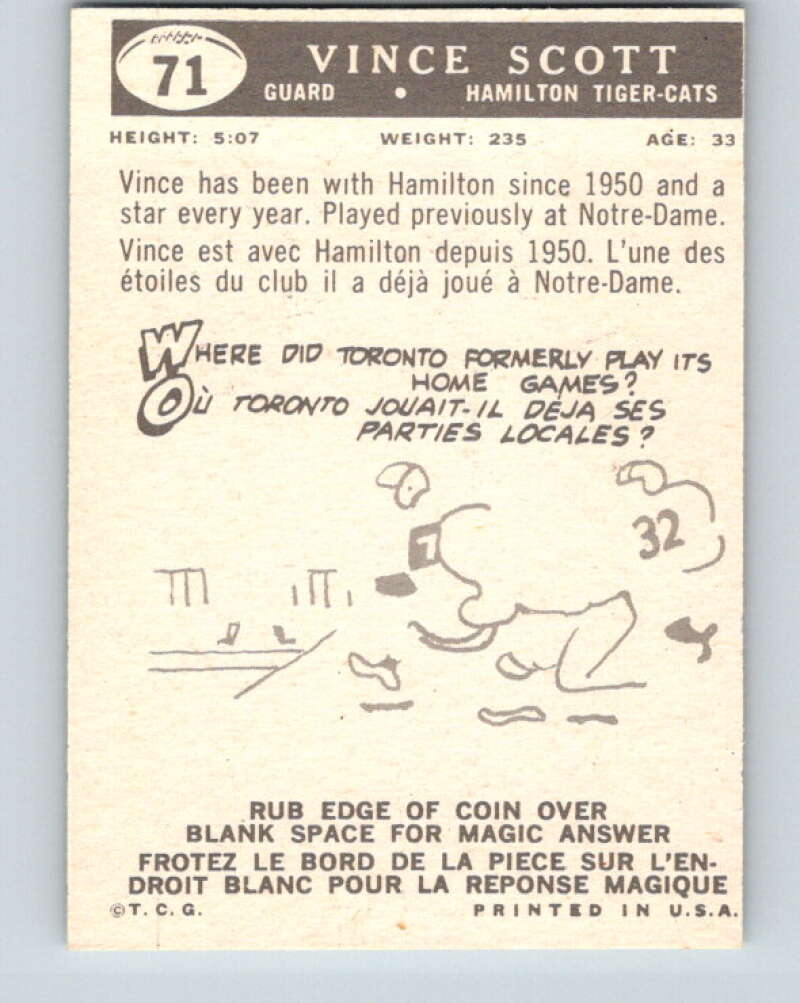 71
VINCE SCOTT
GUARD • HAMILTON TIGER-CATS
HEIGHT: 5:07 WEIGHT: 235 AGE: 33
Vince has been with Hamilton since 1950 and a
star every year. Played previously at Notre-Dame.
Vince est avec Hamilton depuis 1950. L'une des
étoiles du club il a déjà joué à Notre-Dame.
WHERE DID TORONTO FORMERLY PLAY ITS
HOME GAMES?
OÙ TORONTO JOUAIT-IL DÉJA SES
PARTIES LOCALES?
32
7
RUB EDGE OF COIN OVER
BLANK SPACE FOR MAGIC ANSWER
FROTEZ LE BORD DE LA PIECE SUR L'EN-
DROIT BLANC POUR LA REPONSE MAGIQUE
©T.C.G. PRINTED IN U.S.A.